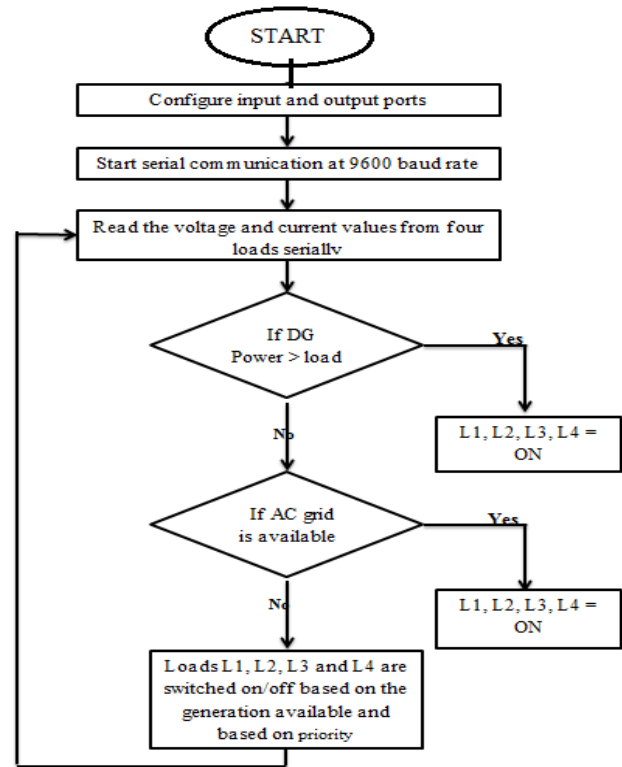 START
Configure input and output ports
Start serial communication at 9600 baud rate
Read the voltage and current values from four
loads serially
If DG
Power > load
Yes
L1, L2, L3, L4 =
ON
No
If AC grid
is available
Yes
L1, L2, L3, L4 =
ON
No
Loads L1, L2, L3 and L4 are
switched on/off based on the
generation available and
based on priority